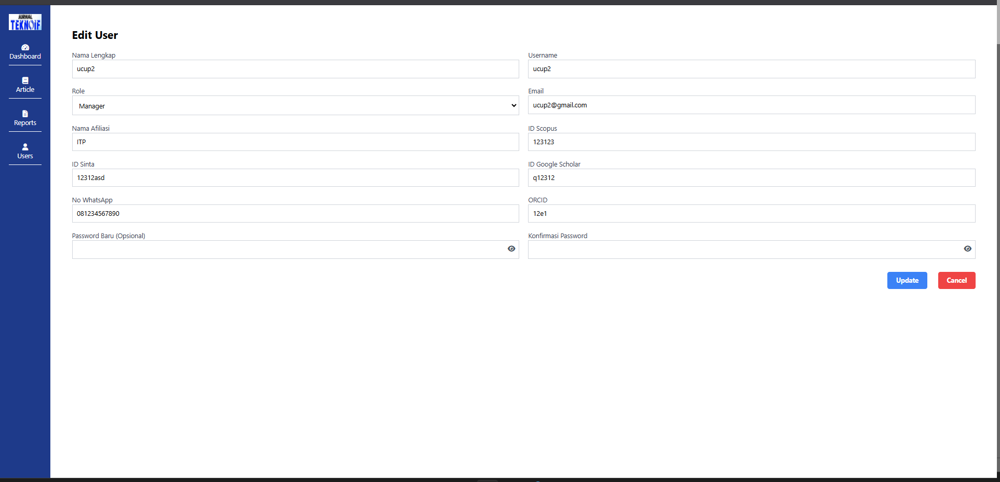 JURNAL
TEKNOIF
Dashboard
Article
Reports
Users
Edit User
Nama Lengkap
ucup2
Username
ucup2
Role
Manager
Email
ucup2@gmail.com
Nama Afiliasi
ITP
ID Scopus
123123
ID Sinta
12312asd
ID Google Scholar
q12312
No WhatsApp
081234567890
ORCID
12e1
Password Baru (Opsional)
Konfirmasi Password
Update
Cancel